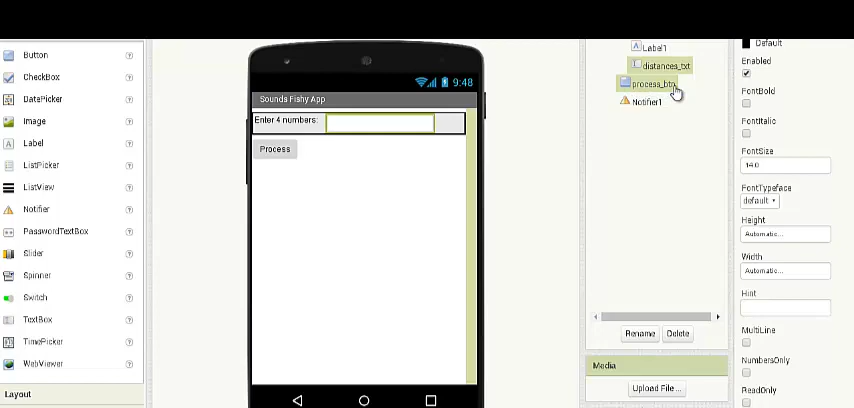 Button
CheckBox
DatePicker
Image
Label
ListPicker
ListView
Notifier
PasswordTextBox
Slider
Spinner
Switch
TextBox
TimePicker
WebViewer
Layout
9:48
Sounds Fishy App
Enter 4 numbers:
Process
Label1
distances_txt
process_btn
Notifier1
Rename Delete
Media
Upload File ...
Default
Enabled
FontBold
FontItalic
FontSize
14.0
FontTypeface
default
Height
Automatic...
Width
Automatic...
Hint
MultiLine
NumbersOnly
ReadOnly